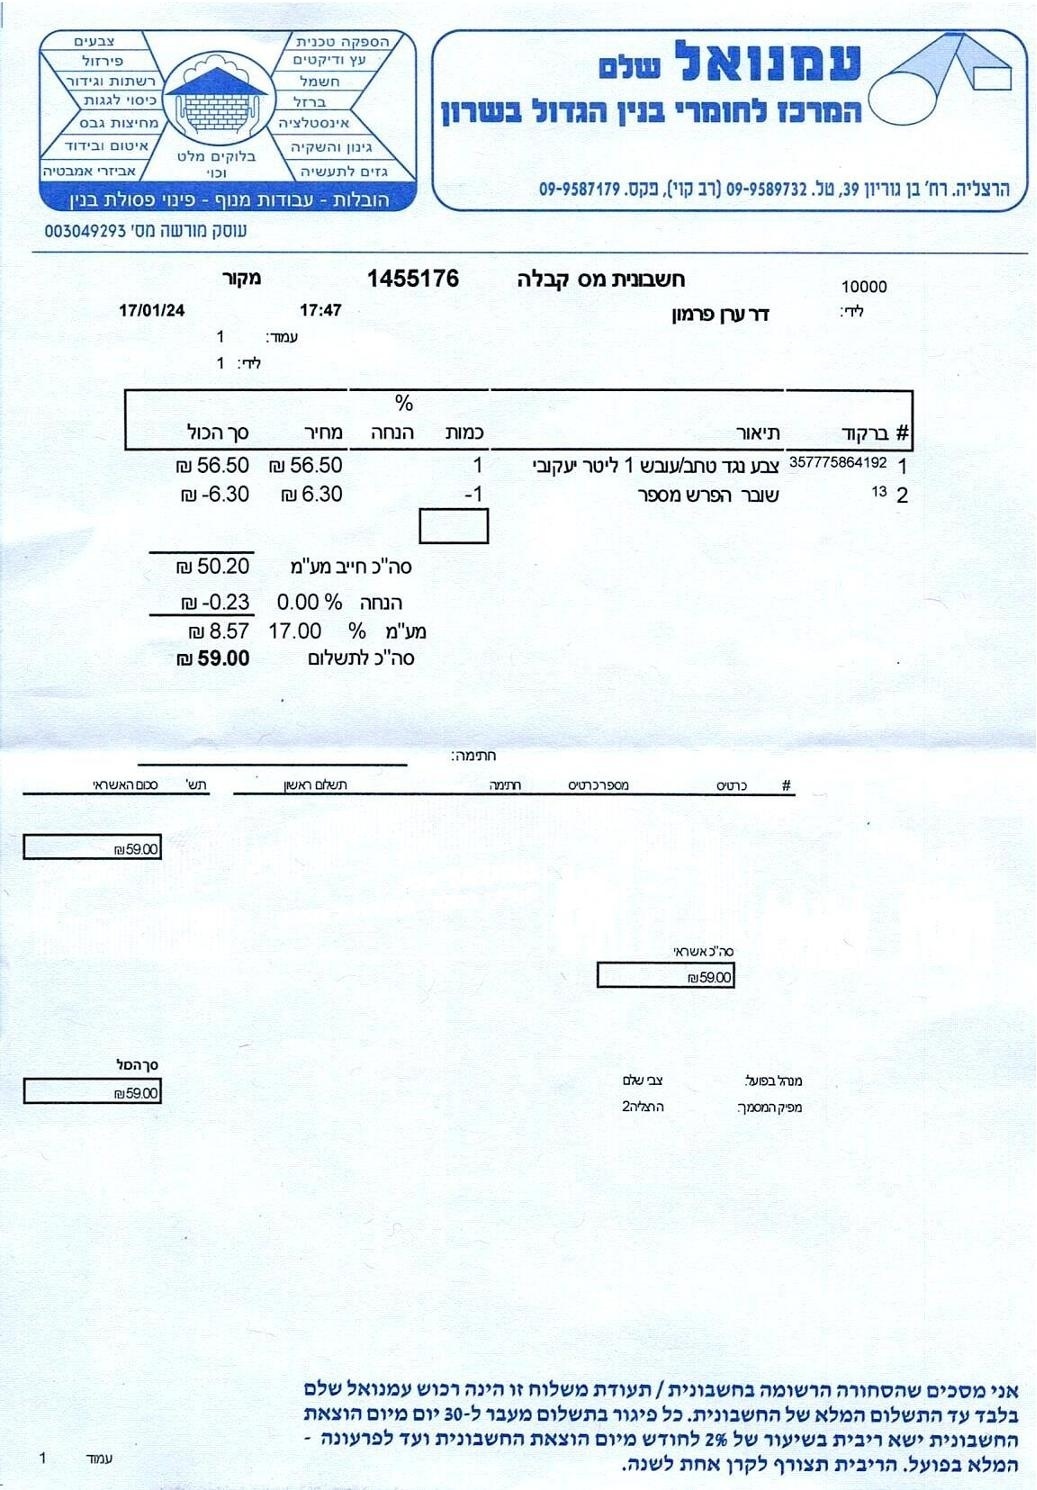 עמנואל שלם
המרכז לחומרי בנין הגדול בשרון
הרצליה. רח' בן גוריון 39, טל. 09-9589732 (רב קוי), פקס. 09-9587179
הספקה טכנית
עץ ודיקטים
חשמל
ברזל
אינסטלציה
גינון והשקיה
גזים לתעשיה
צבעים
פירזול
רשתות וגידור
כיסוי לגגות
מחיצות גבס
איטום ובידוד
אביזרי אמבטיה
בלוקים מלט
וכוי
הובלות - עבודות מנוף - פינוי פסולת בנין
עוסק מורשה מס' 003049293
10000 חשבונית מס קבלה 1455176 מקור
לידי: דר ערן פרמון 17:47 17/01/24
עמוד: 1
לידי: 1
# ברקוד תיאור כמות % הנחה מחיר סך הכול
1 357775864192 צבע נגד טחב/עובש 1 ליטר יעקובי 1 56.50 ₪ 56.50 ₪
2 13 שובר הפרש מספר -1 6.30 ₪ -6.30 ₪
סה"כ חייב מע"מ 50.20 ₪
הנחה 0.00 % -0.23 ₪
מע"מ % 17.00 8.57 ₪
סה"כ לתשלום 59.00 ₪
חתימה:
# כרטיס מספר כרטיס חתימה תשלום ראשון תש' סכום האשראי
₪59.00
סה"כ אשראי
₪59.00
סך הכול
₪59.00
מנהל בפועל: צבי שלם
מפיק המסמך: הרצליה2
אני מסכים שהסחורה הרשומה בחשבונית / תעודת משלוח זו הינה רכוש עמנואל שלם
בלבד עד התשלום המלא של החשבונית. כל פיגור בתשלום מעבר ל-30 יום מיום הוצאת
החשבונית ישא ריבית בשיעור של 2% לחודש מיום הוצאת החשבונית ועד לפרעונה -
המלא בפועל. הריבית תצורף לקרן אחת לשנה.
עמוד 1